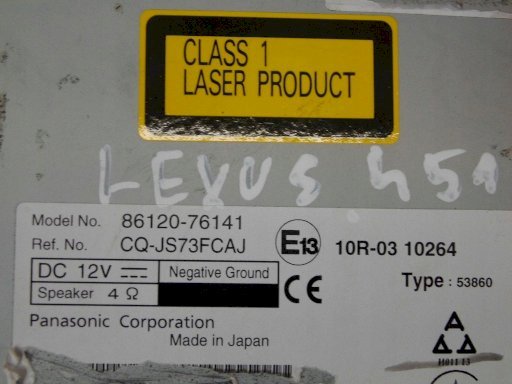 CLASS 1
LASER PRODUCT
LEXUS
Model No. 86120-76141
Ref. No. CQ-JS73FCAJ
E13 10R-03 10264
DC 12V Negative Ground
Type : 53860
Speaker 4 Ω
CE
Panasonic Corporation
Made in Japan